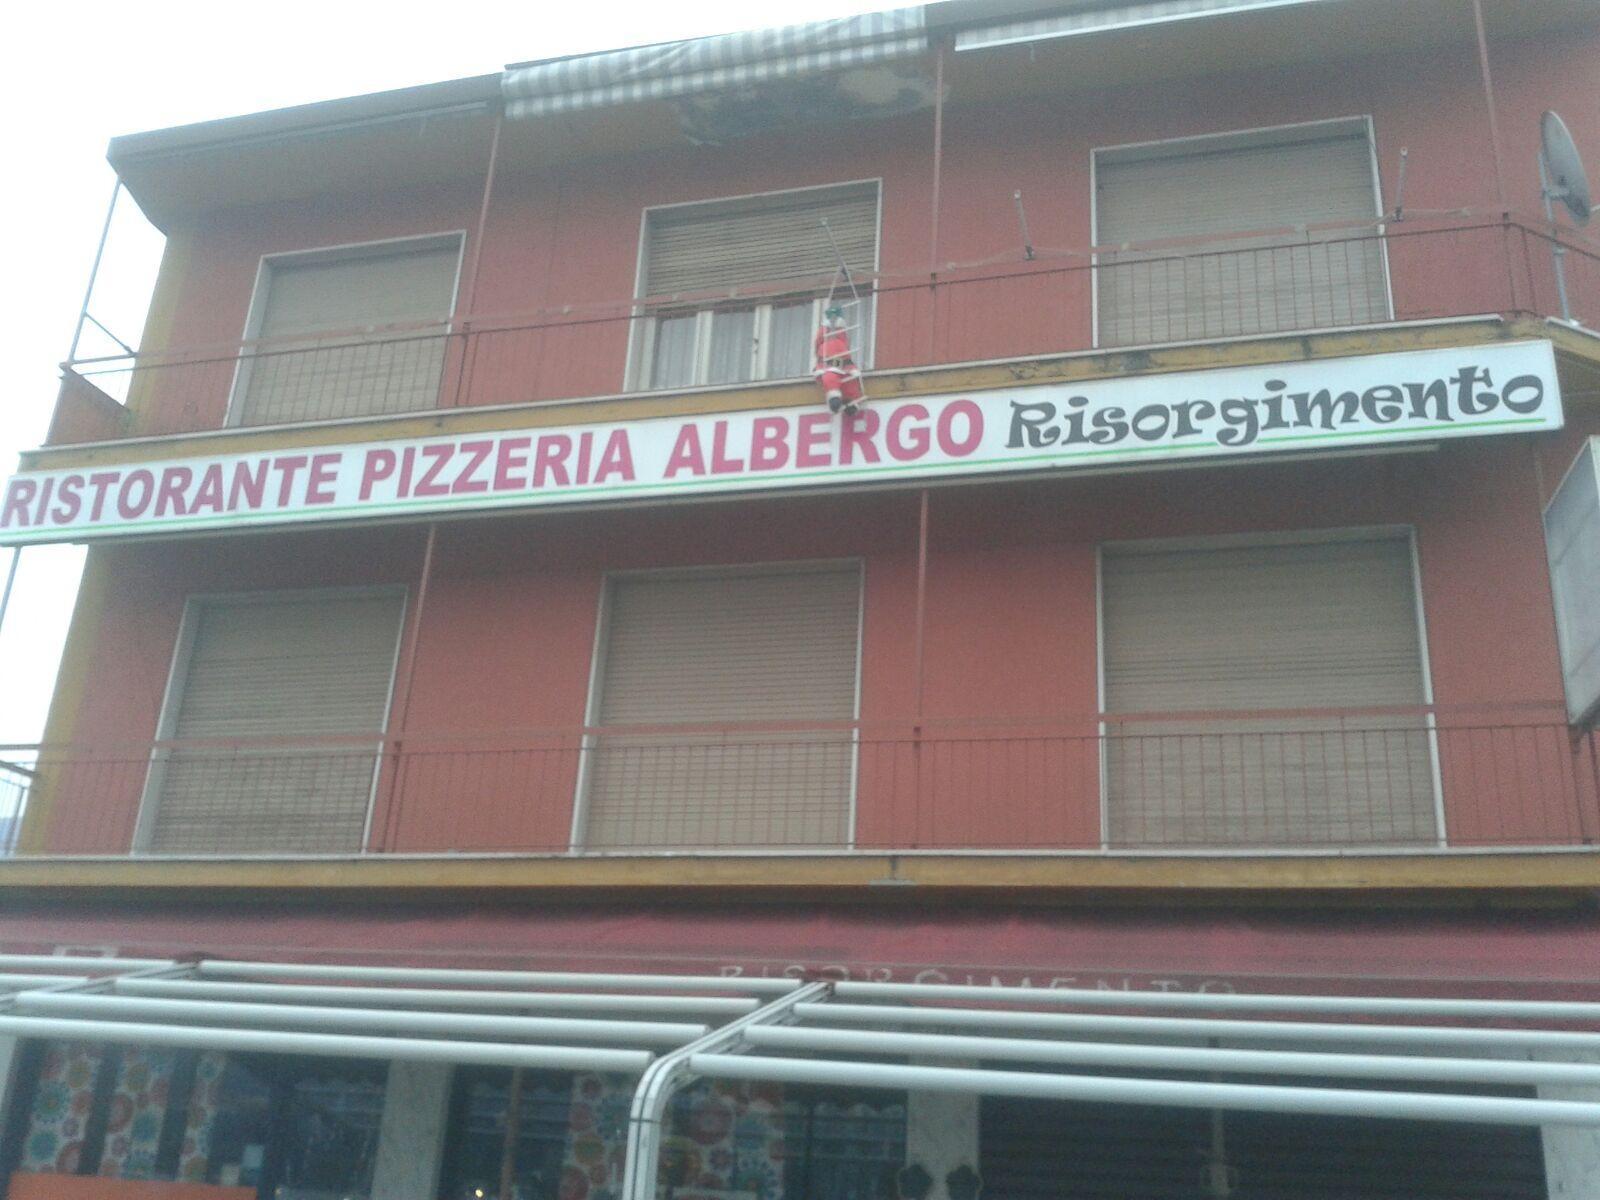 RISTORANTE PIZZERIA ALBERGO Risorgimento
RISORGIMENTO